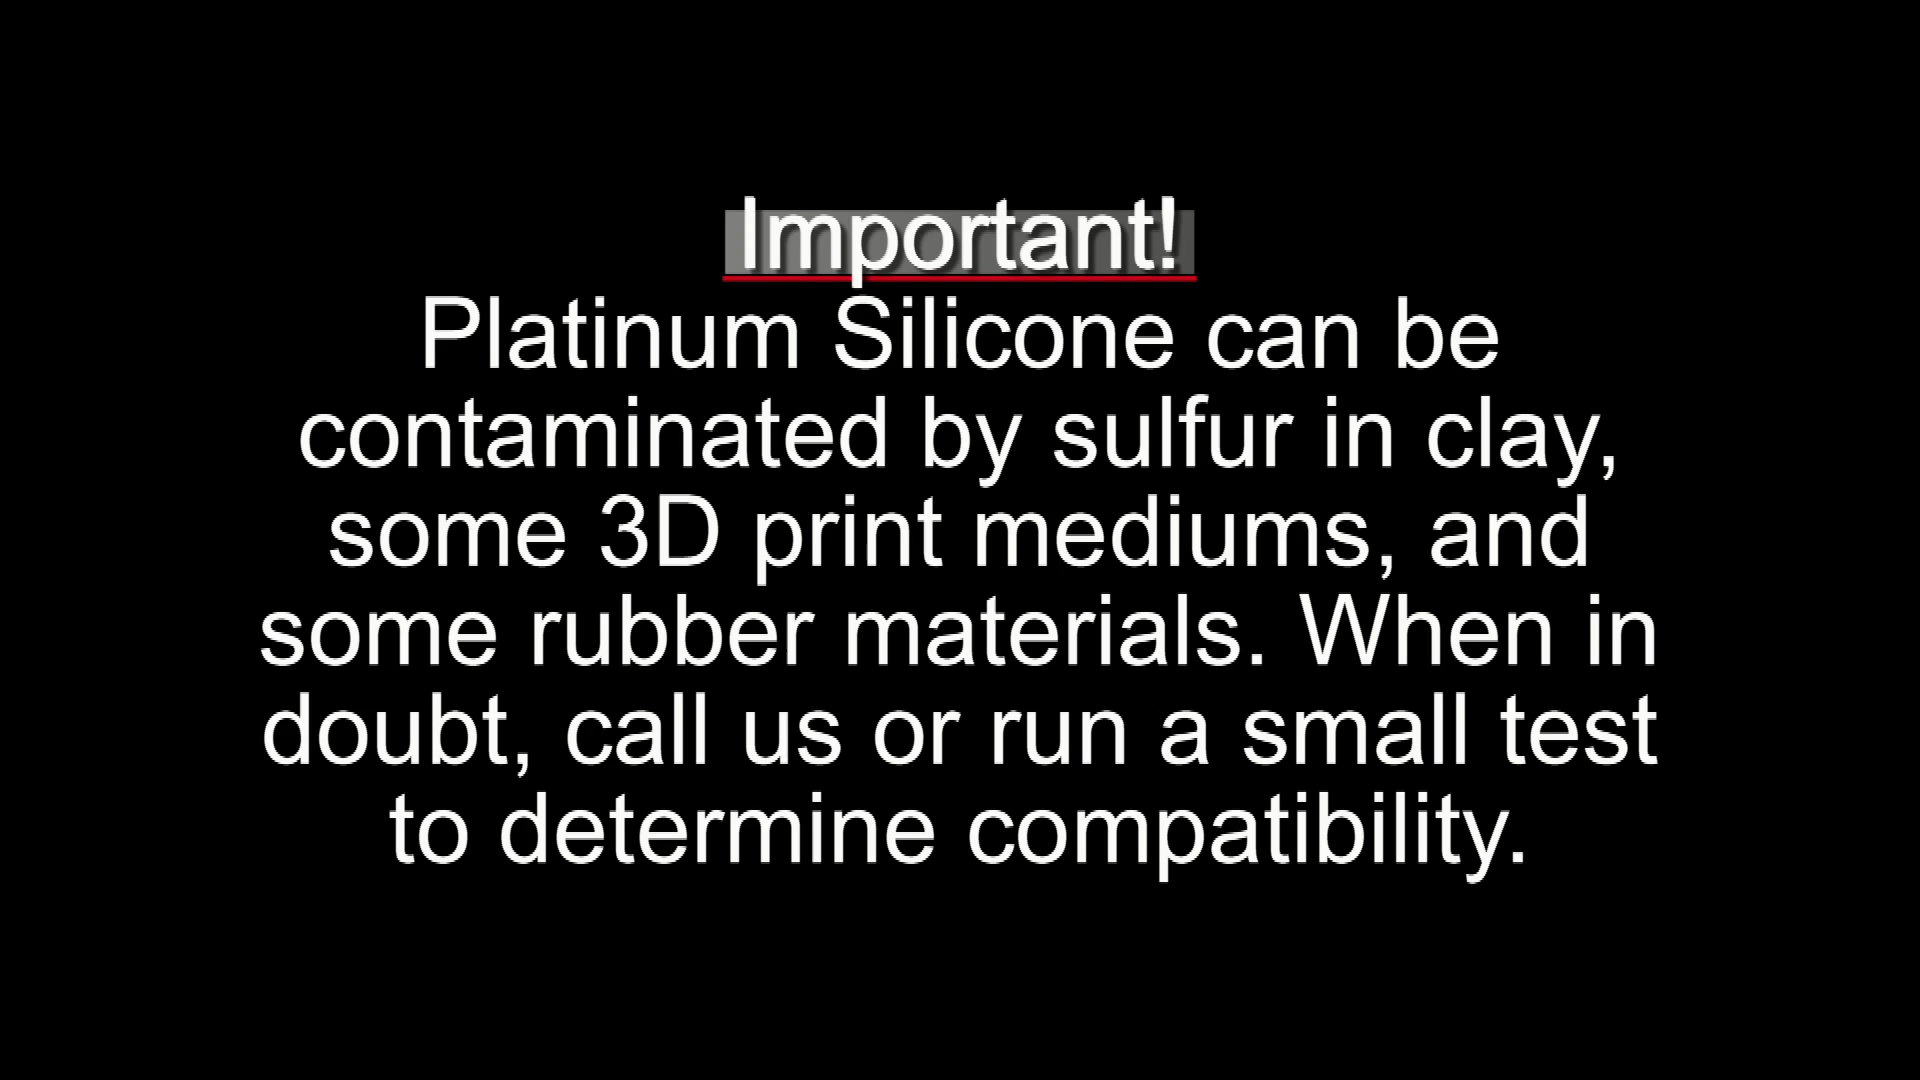 Important!
Platinum Silicone can be
contaminated by sulfur in clay,
some 3D print mediums, and
some rubber materials. When in
doubt, call us or run a small test
to determine compatibility.